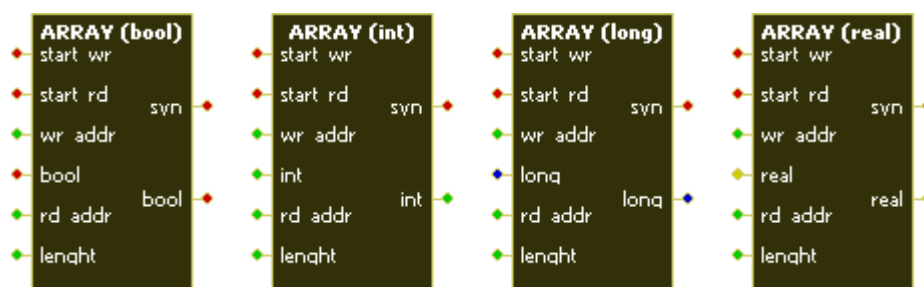 ARRAY (bool)
start wr
start rd
syn
wr addr
bool
bool
rd addr
lenght
ARRAY (int)
start wr
start rd
syn
wr addr
int
int
rd addr
lenght
ARRAY (long)
start wr
start rd
syn
wr addr
long
long
rd addr
lenght
ARRAY (real)
start wr
start rd
syn
wr addr
real
real
rd addr
lenght